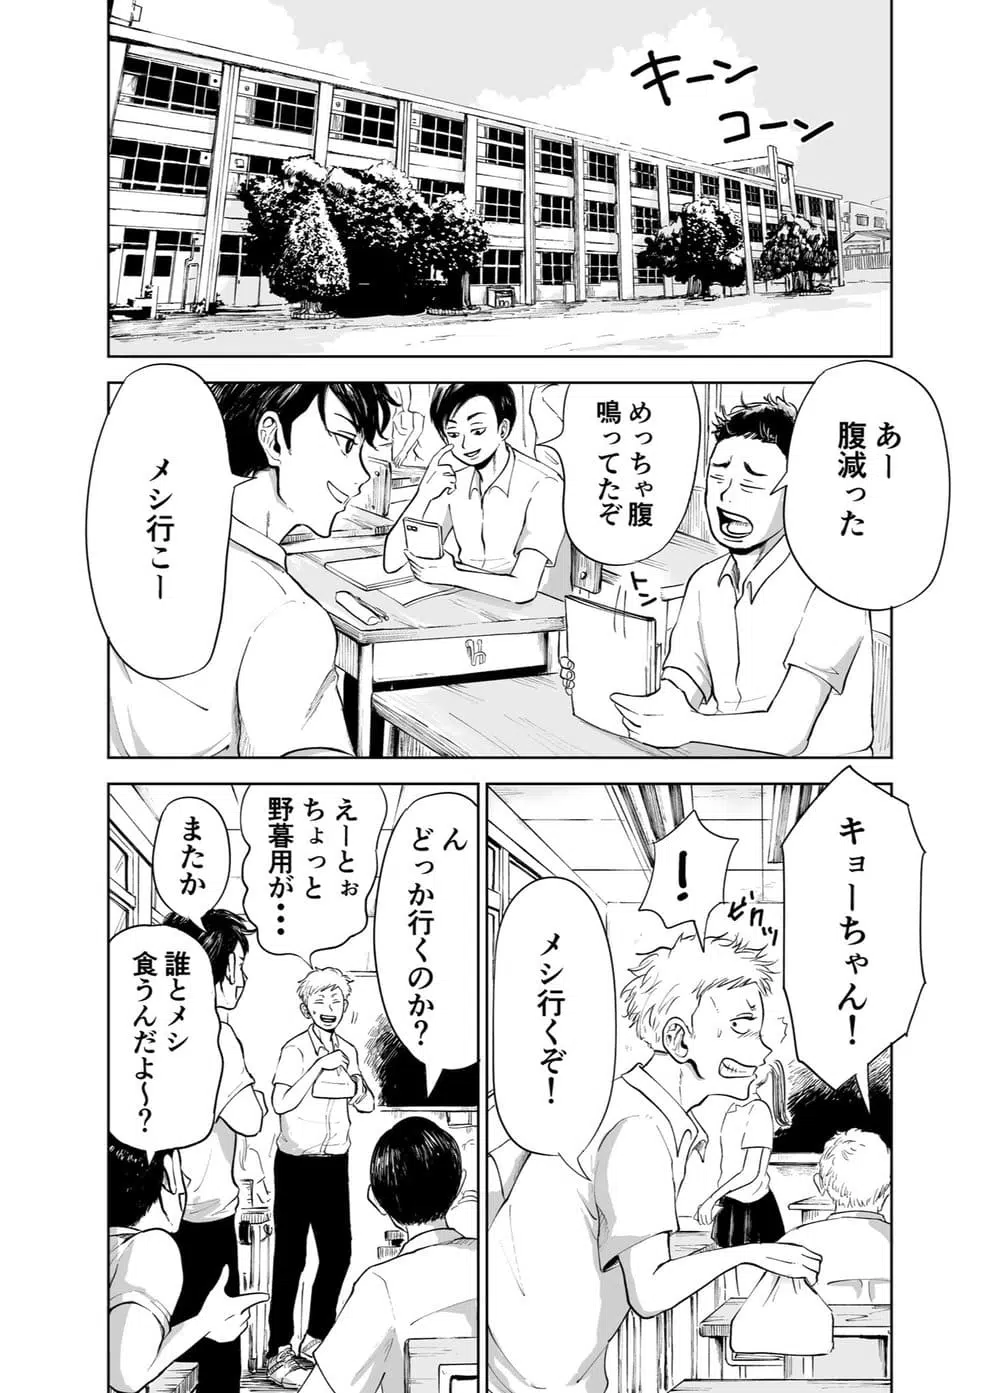 キーン
コーン
あー
腹減った
めっちゃ腹
鳴ってたぞ
トン
メシ行こー
キョーちゃん！
！
ビクッ
メシ行くぞ！
ん
どっか行くのか？
えーとぉ
ちょっと
野暮用が・・・
またか
誰とメシ
食うんだよ〜？